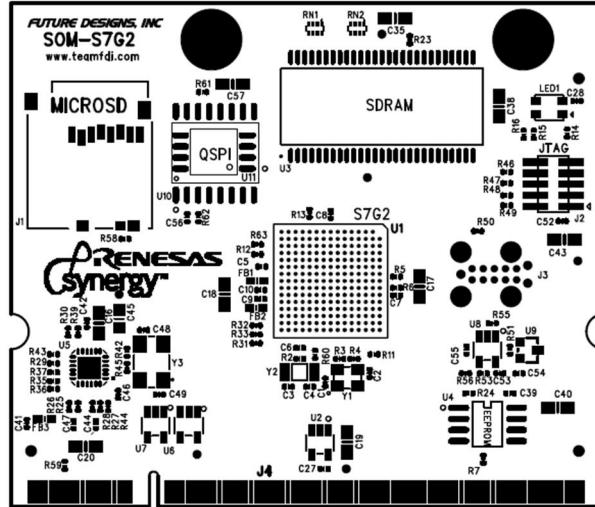 FUTURE DESIGNS, INC
SOM-S7G2
www.teamfdi.com
RN1
RN2
C35
R23
R61
C57
MICROSD
SDRAM
C38
LED1
C28
R16
R15
R14
QSPI
U11
U10
U3
JTAG
R46
R47
R48
R49
J1
C56
R62
R13
C8
S7G2
U1
C52
J2
R58
R63
R12
R50
C43
RENESAS
Synergy™
C5
FB1
C10
C9
FB2
C18
R5
R6
C7
C17
J3
R30
R39
C42
C16
C45
R32
R33
R31
R55
U8
R51
U9
U5
C48
R43
R29
R37
R35
R36
R42
R45
Y3
C6
R2
R60
R3
R4
R11
C55
Y2
C3
C4
Y1
C2
R56
R53
C53
C54
C46
C49
R26
R25
C47
C44
R28
R27
R44
C41
FB3
U7
U6
U2
C19
U4
R24
C39
C40
EEPROM
C20
R59
C27
J4
R7